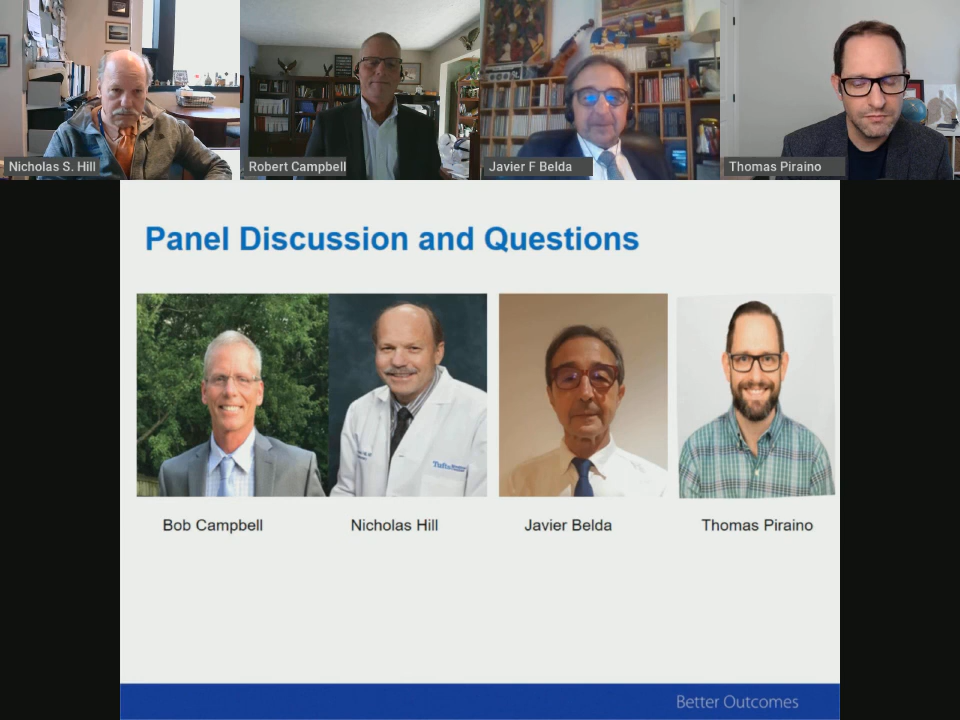 Nicholas S. Hill
Robert Campbell
Javier F Belda
Thomas Piraino
Panel Discussion and Questions
Tufts
Bob Campbell
Nicholas Hill
Javier Belda
Thomas Piraino
Better Outcomes